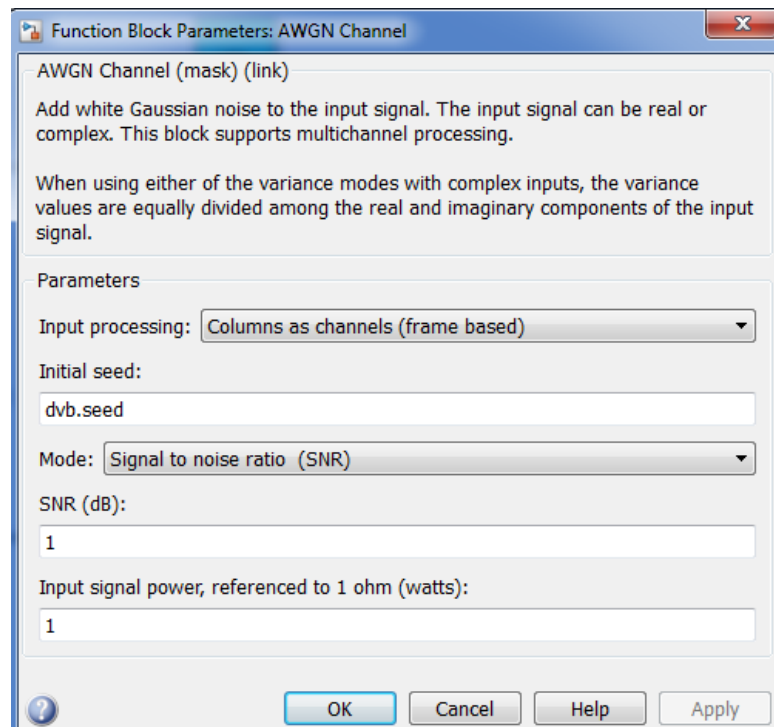 Function Block Parameters: AWGN Channel
AWGN Channel (mask) (link)
Add white Gaussian noise to the input signal. The input signal can be real or
complex. This block supports multichannel processing.
When using either of the variance modes with complex inputs, the variance
values are equally divided among the real and imaginary components of the input
signal.
Parameters
Input processing: Columns as channels (frame based)
Initial seed:
dvb.seed
Mode: Signal to noise ratio (SNR)
SNR (dB):
1
Input signal power, referenced to 1 ohm (watts):
1
OK Cancel Help Apply